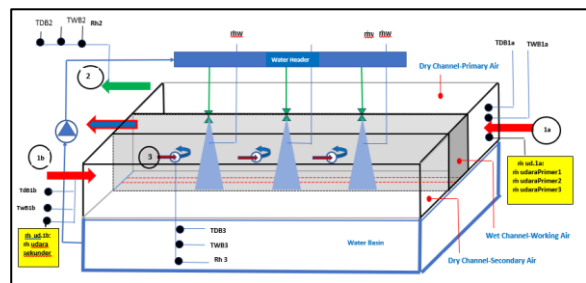 TDB2
TWB2
Rh2
ṁw
ṁw
ṁw
TDB1a
TWB1a
Water Header
Dry Channel-Primary Air
2
1a
1b
3
TdB1b
TwB1b
ṁ ud.1b:
ṁ udara
sekunder
ṁ ud.1a:
ṁ udaraPrimer1
ṁ udaraPrimer2
ṁ udaraPrimer3
TDB3
TWB3
Rh 3
Water Basin
Wet Channel-Working Air
Dry Channel-Secondary Air